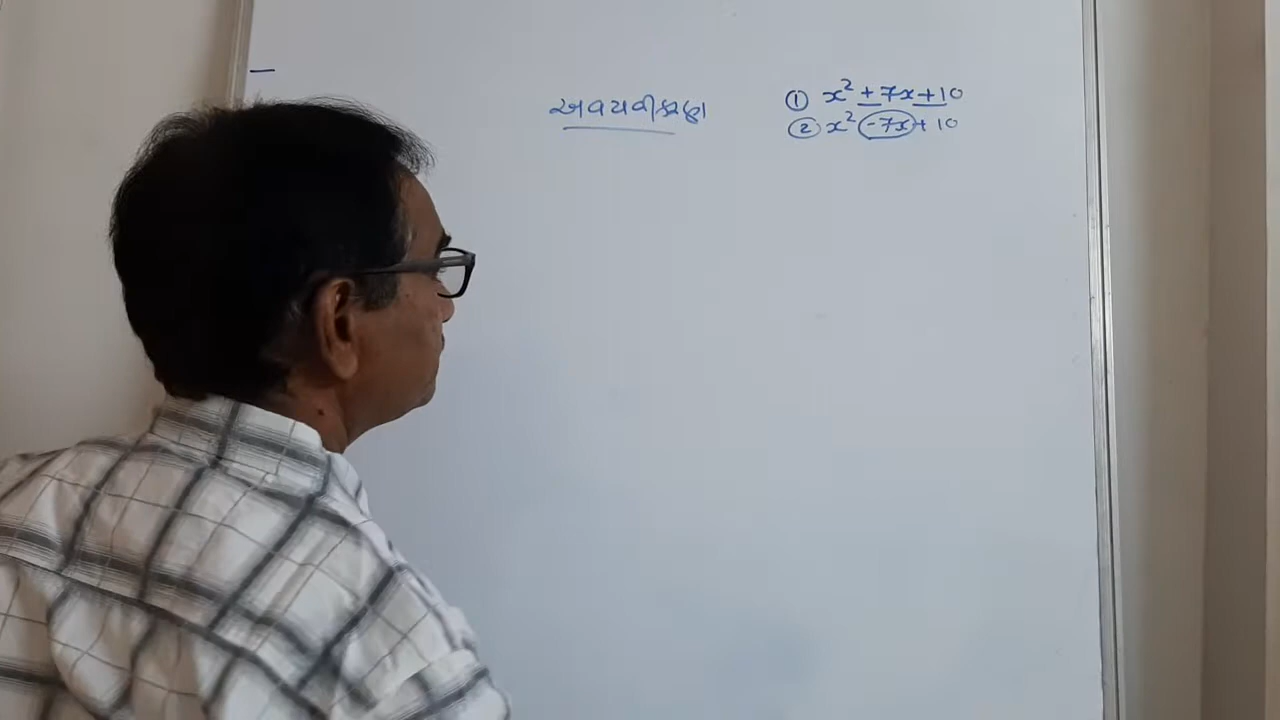 અવયવીકરણ
① x² + 7x + 10
② x² - 7x + 10